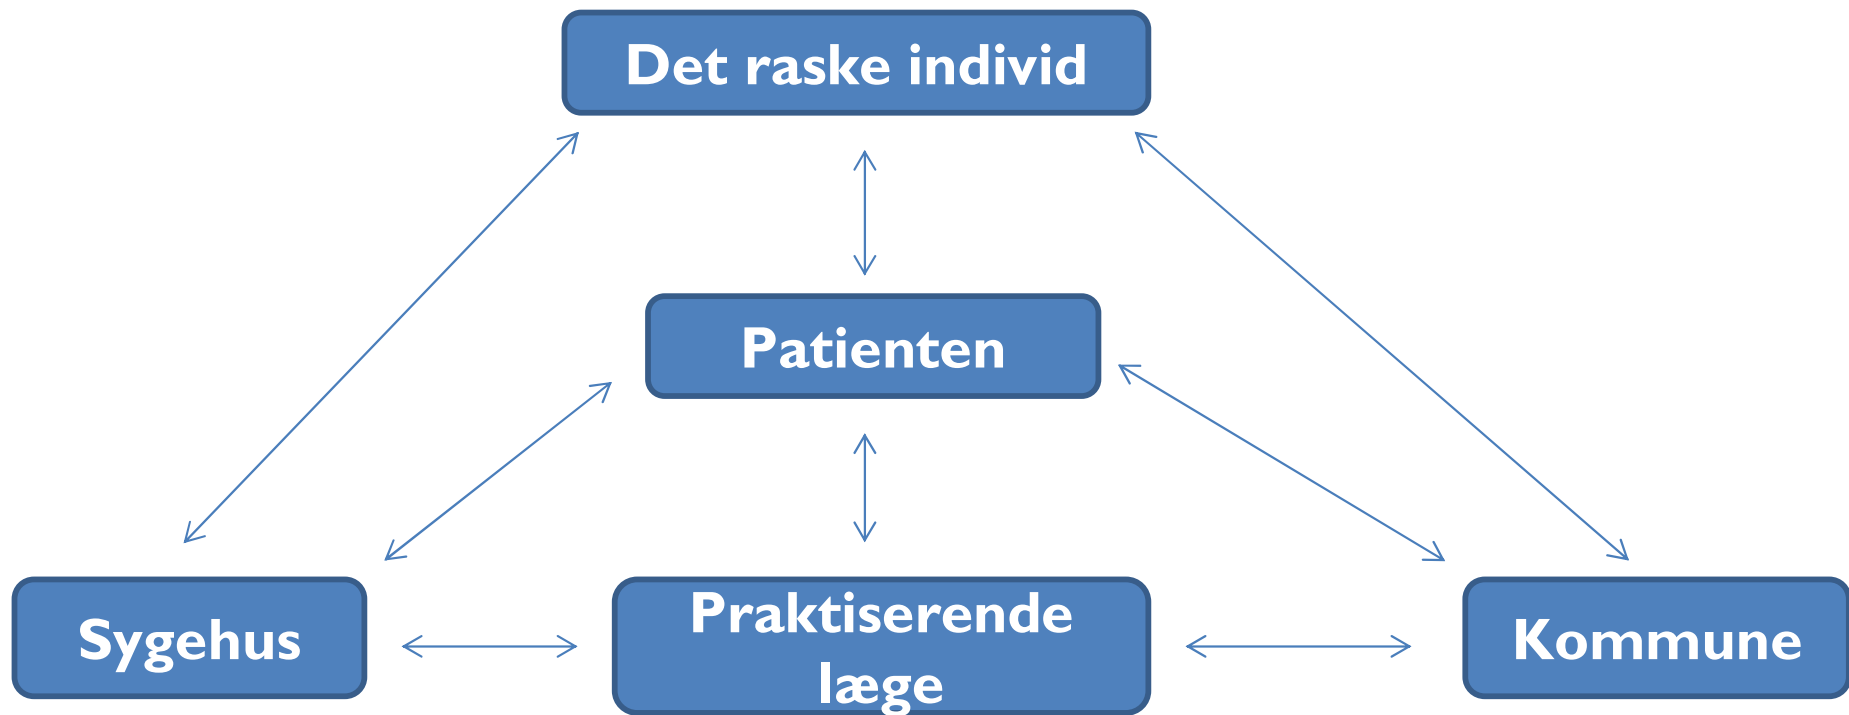 Det raske individ
Patienten
Sygehus
Praktiserende
læge
Kommune